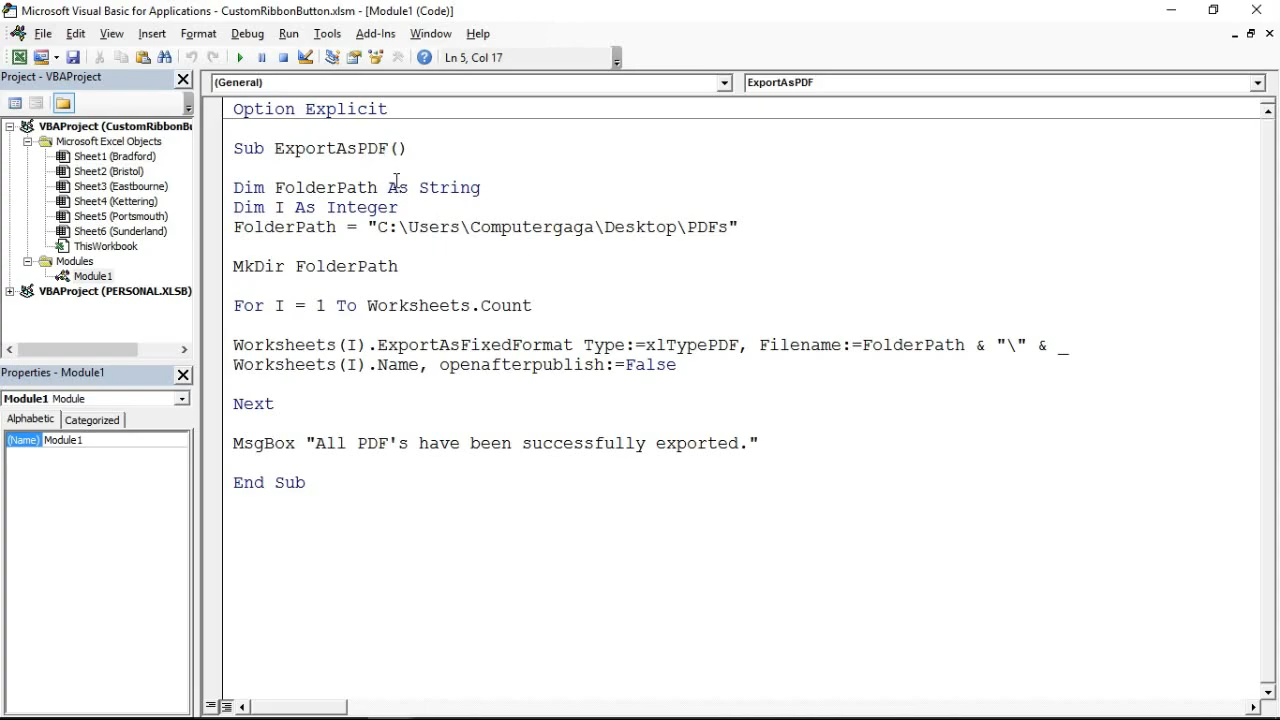 Microsoft Visual Basic for Applications - CustomRibbonButton.xlsm - [Module1 (Code)]
File Edit View Insert Format Debug Run Tools Add-Ins Window Help
Ln 5, Col 17
Project - VBAProject
(General)
ExportAsPDF
VBAProject (CustomRibbonBu
Microsoft Excel Objects
Sheet1 (Bradford)
Sheet2 (Bristol)
Sheet3 (Eastbourne)
Sheet4 (Kettering)
Sheet5 (Portsmouth)
Sheet6 (Sunderland)
ThisWorkbook
Modules
Module1
VBAProject (PERSONAL.XLSB)
Properties - Module1
Module1 Module
Alphabetic Categorized
(Name) Module1
Option Explicit
Sub ExportAsPDF()
Dim FolderPath As String
Dim I As Integer
FolderPath = "C:\Users\Computergaga\Desktop\PDFs"
MkDir FolderPath
For I = 1 To Worksheets.Count
Worksheets(I).ExportAsFixedFormat Type:=xlTypePDF, Filename:=FolderPath & "\" & _
Worksheets(I).Name, openafterpublish:=False
Next
MsgBox "All PDF's have been successfully exported."
End Sub